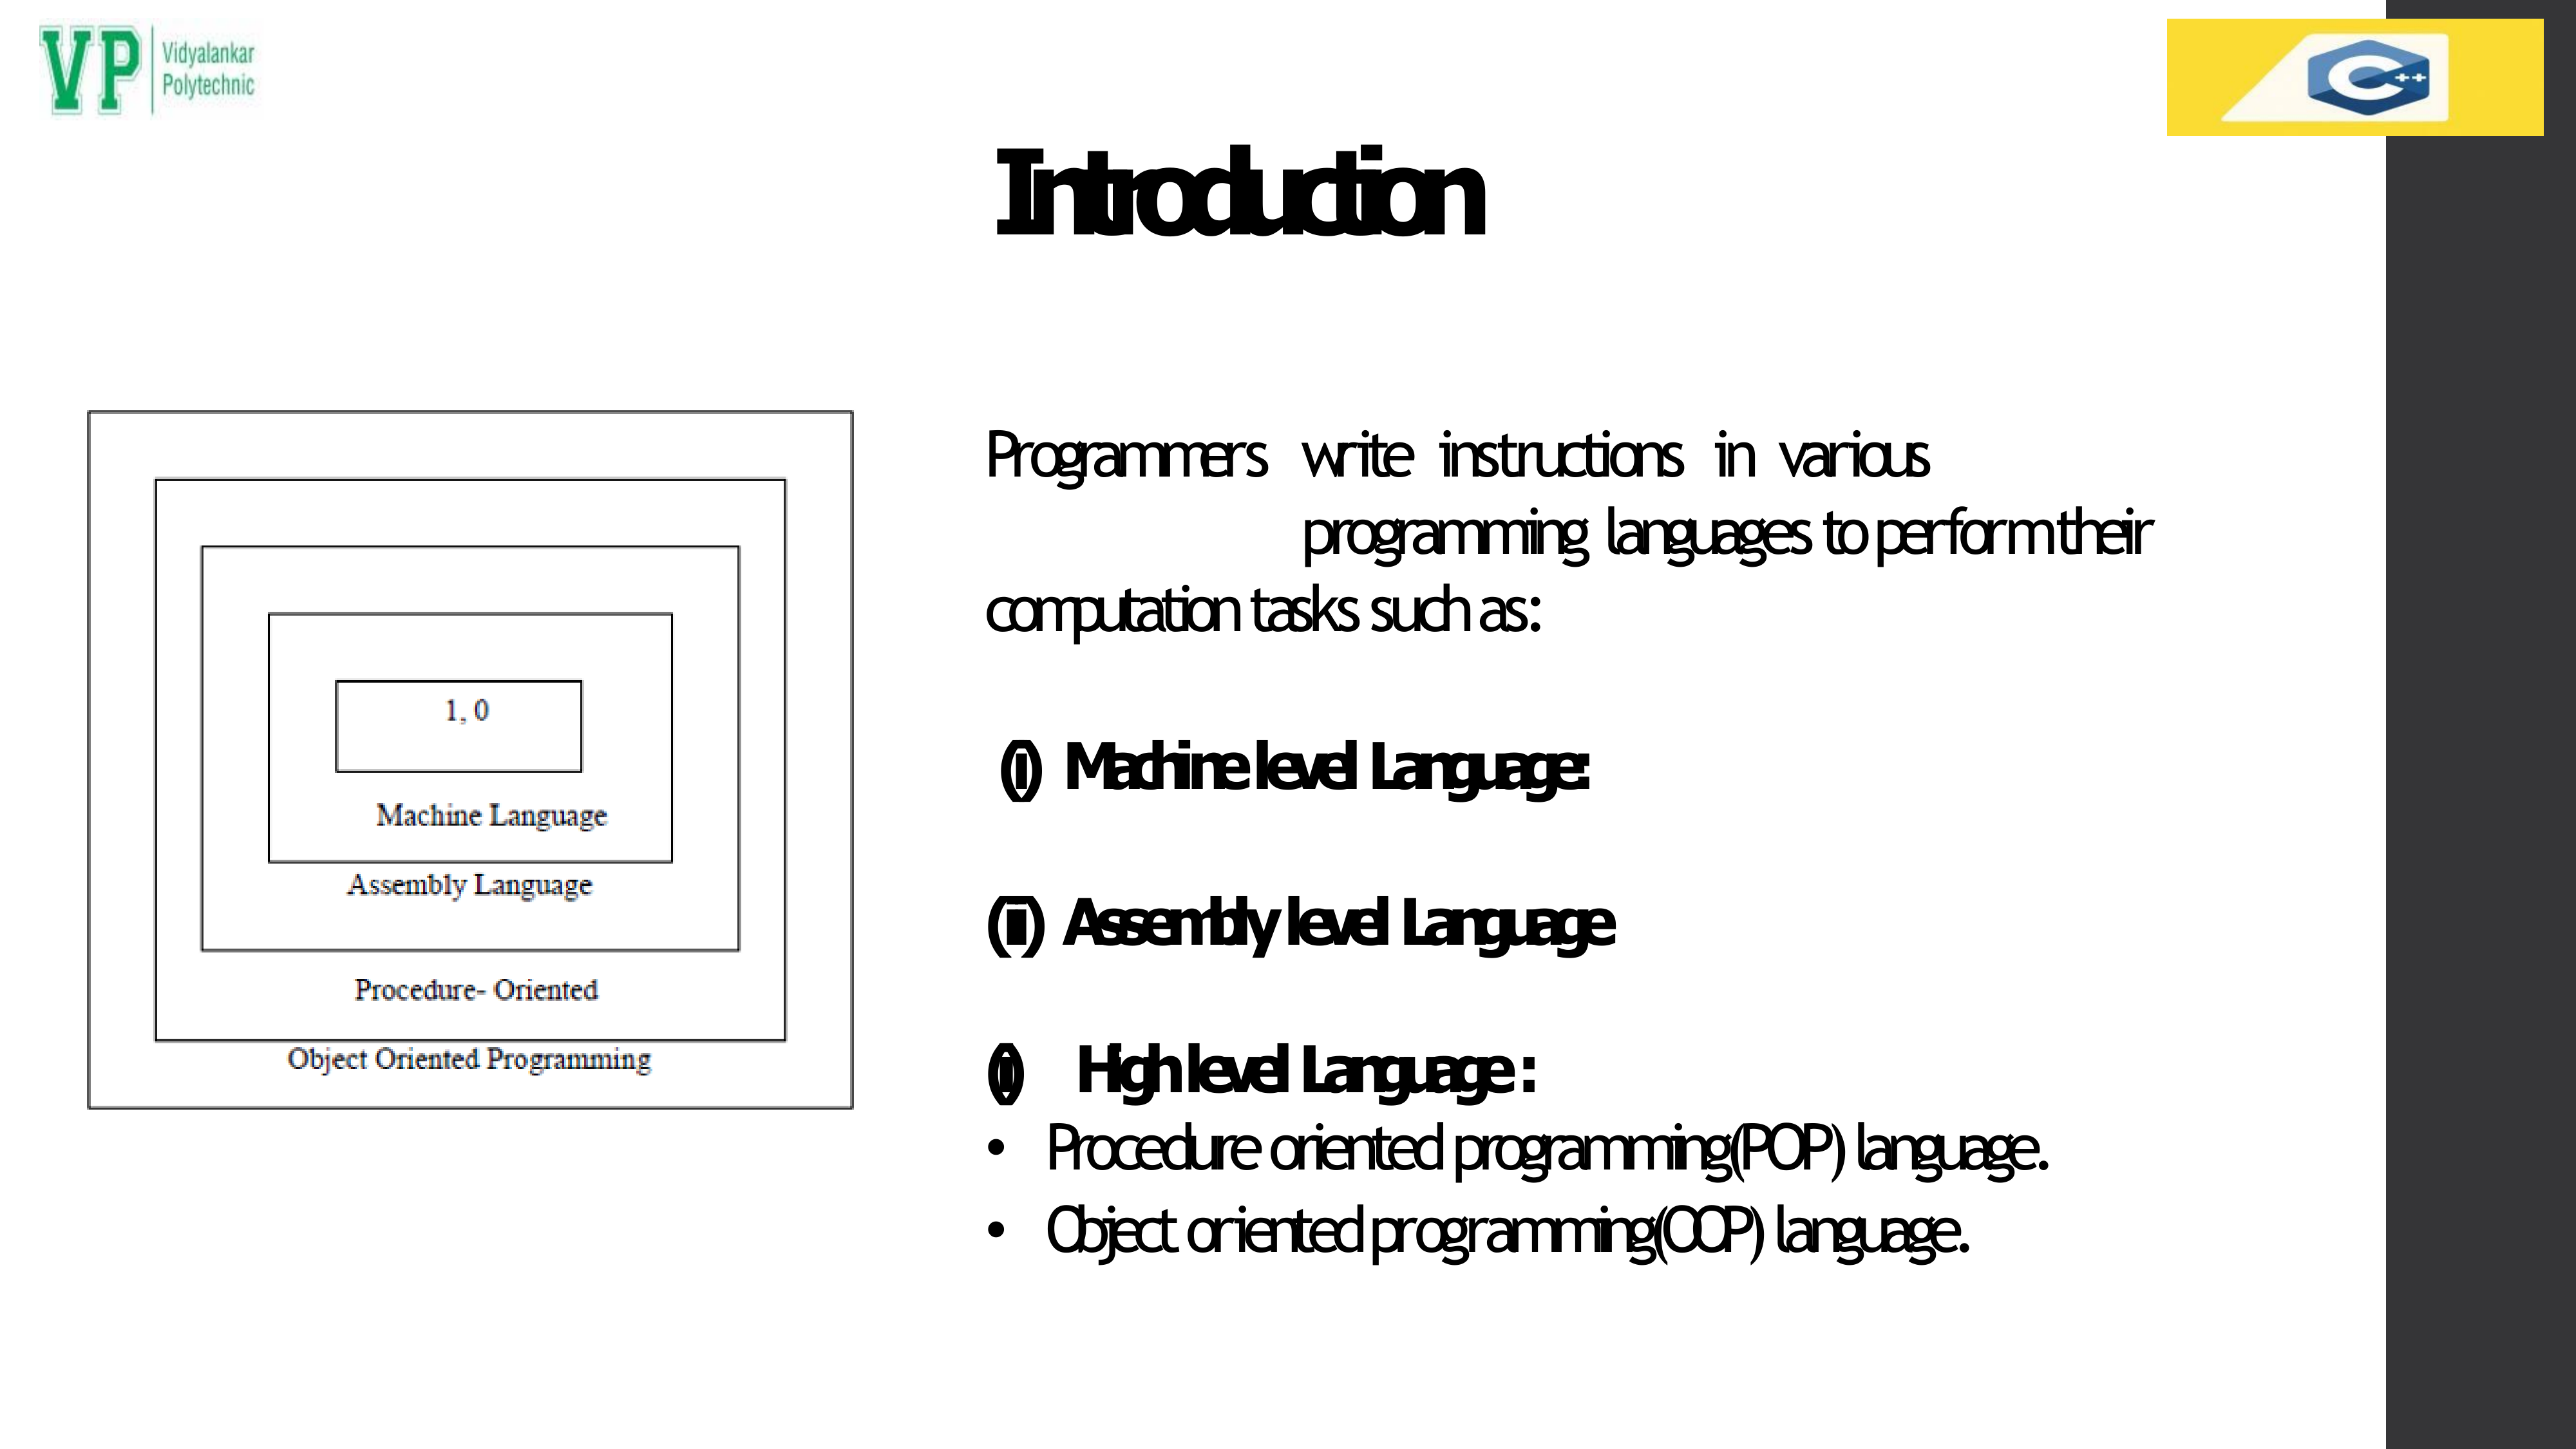 Vidyalankar
Polytechnic
VP
C++
Introduction
1, 0
Machine Language
Assembly Language
Procedure- Oriented
Object Oriented Programming
Programmers write instructions in various
programming languages to perform their
computation tasks such as:
(i) Machine level Language:
(ii) Assembly level Language
(i) High level Language :
• Procedure oriented programming(POP) language.
• Object oriented programming(OOP) language.